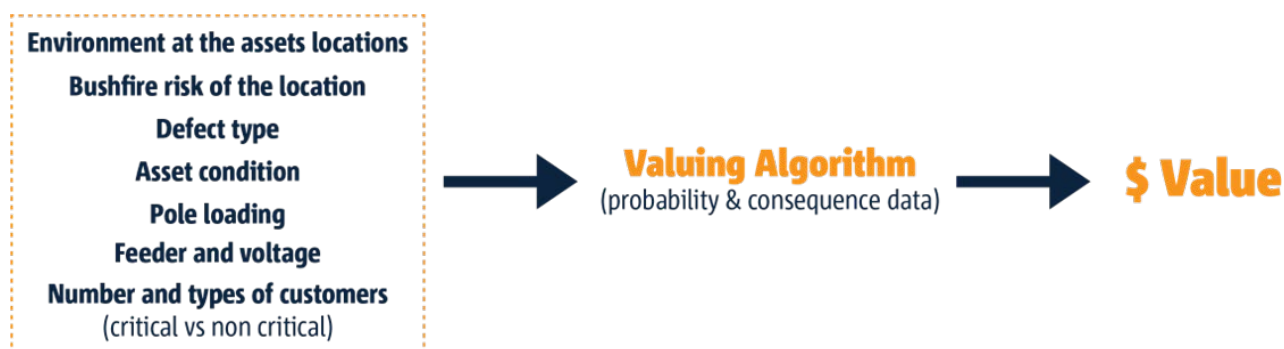 Environment at the assets locations
Bushfire risk of the location
Defect type
Asset condition
Pole loading
Feeder and voltage
Number and types of customers
(critical vs non critical)
Valuing Algorithm
(probability & consequence data)
$ Value